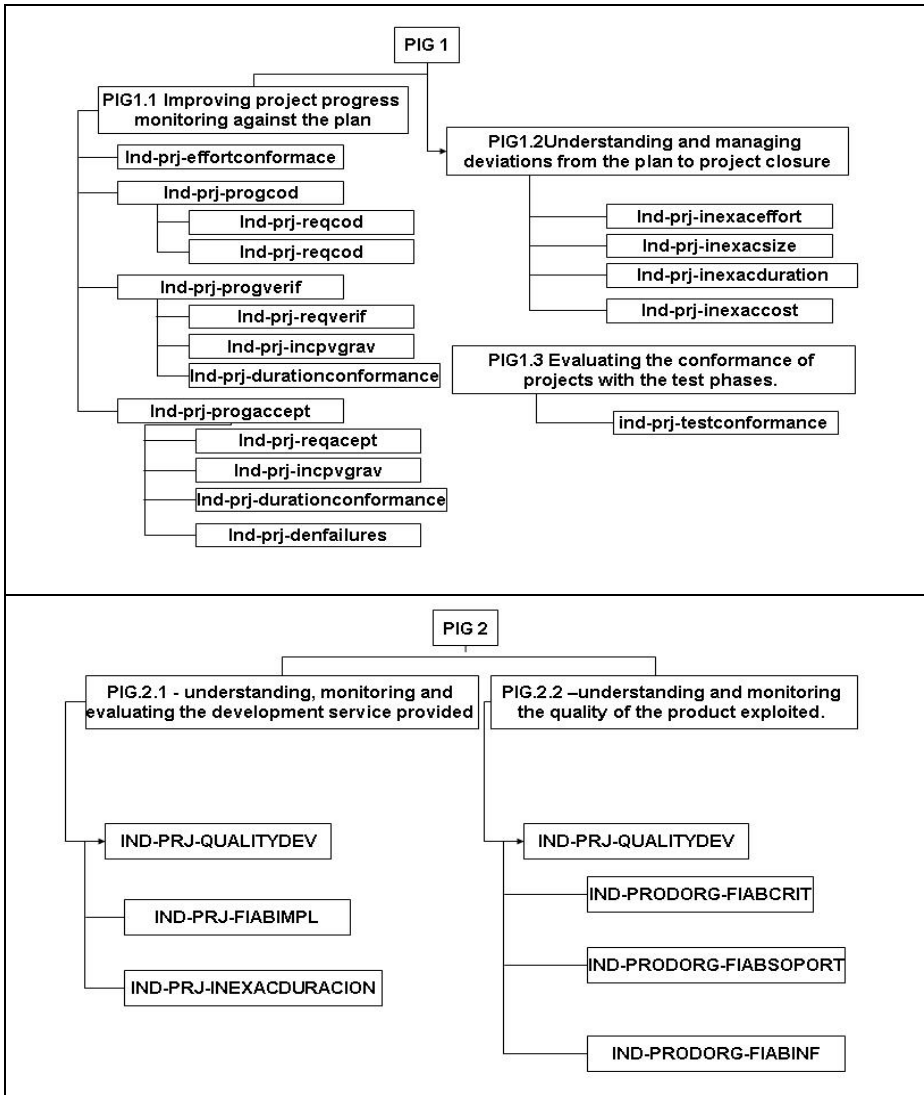 PIG 1
PIG1.1 Improving project progress
monitoring against the plan
Ind-prj-effortconformace
Ind-prj-progcod
Ind-prj-reqcod
Ind-prj-reqcod
Ind-prj-progverif
Ind-prj-reqverif
Ind-prj-incpvgrav
Ind-prj-durationconformance
Ind-prj-progaccept
Ind-prj-reqacept
Ind-prj-incpvgrav
Ind-prj-durationconformance
Ind-prj-denfailures
PIG1.2Understanding and managing
deviations from the plan to project closure
Ind-prj-inexaceffort
Ind-prj-inexacsize
Ind-prj-inexacduration
Ind-prj-inexaccost
PIG1.3 Evaluating the conformance of
projects with the test phases.
ind-prj-testconformance
PIG 2
PIG.2.1 - understanding, monitoring and
evaluating the development service provided
IND-PRJ-QUALITYDEV
IND-PRJ-FIABIMPL
IND-PRJ-INEXACDURACION
PIG.2.2 –understanding and monitoring
the quality of the product exploited.
IND-PRJ-QUALITYDEV
IND-PRODORG-FIABCRIT
IND-PRODORG-FIABSOPORT
IND-PRODORG-FIABINF